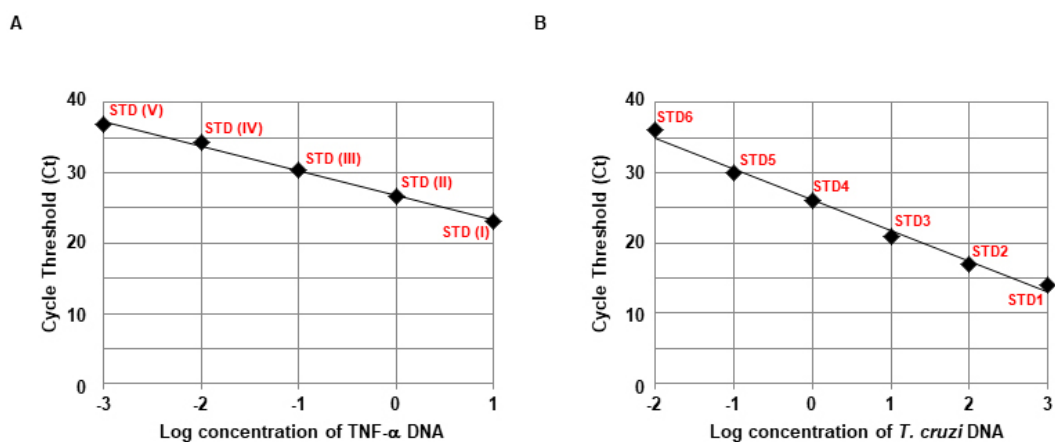 A
B
40
30
20
10
0
Cycle Threshold (Ct)
STD (V)
STD (IV)
STD (III)
STD (II)
STD (I)
-3
-2
-1
0
1
Log concentration of TNF-α DNA
40
30
20
10
0
Cycle Threshold (Ct)
STD6
STD5
STD4
STD3
STD2
STD1
-2
-1
0
1
2
3
Log concentration of T. cruzi DNA